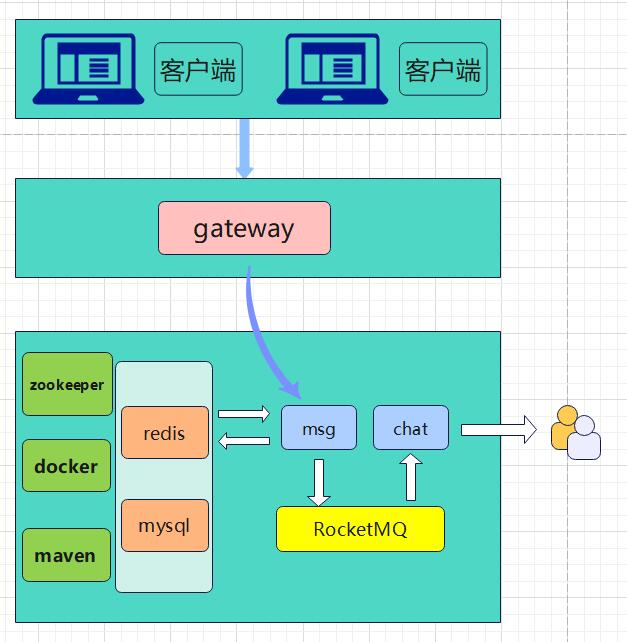 客户端
客户端
gateway
zookeeper
redis
msg
chat
docker
mysql
RocketMQ
maven